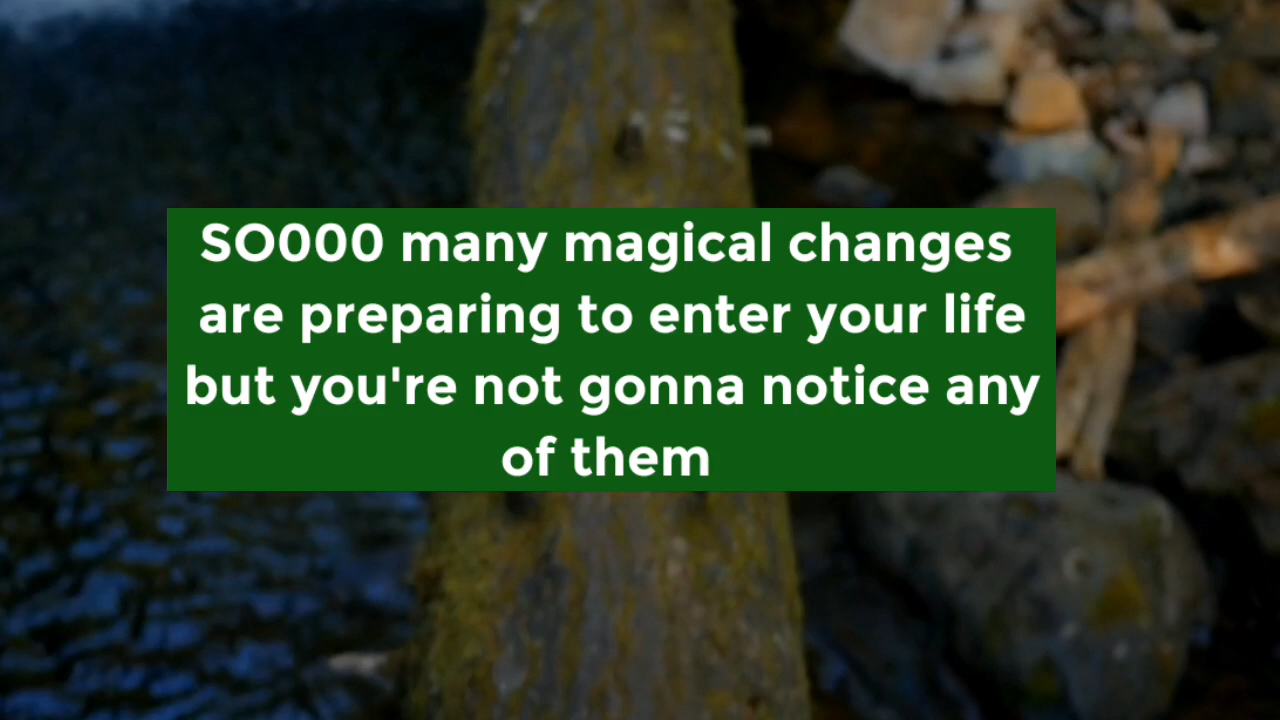 SO000 many magical changes
are preparing to enter your life
but you're not gonna notice any
of them